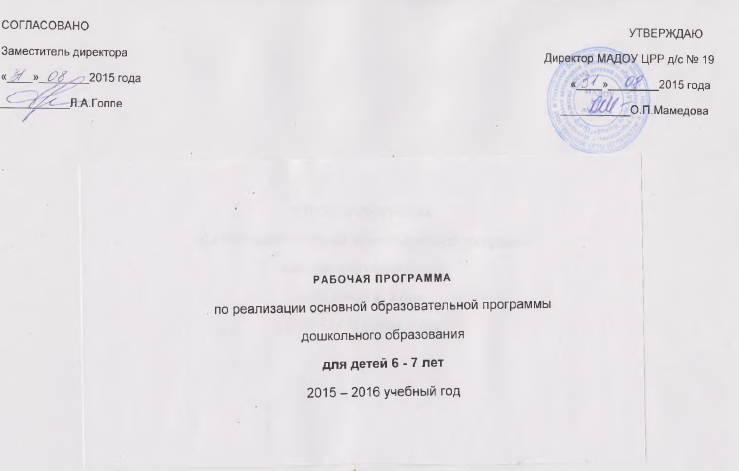 СОГЛАСОВАНО
Заместитель директора
«31» 08 2015 года
Л.А.Гоппе
УТВЕРЖДАЮ
Директор МАДОУ ЦРР д/с № 19
«31» 08 2015 года
О.П.Мамедова
РАБОЧАЯ ПРОГРАММА
по реализации основной образовательной программы
дошкольного образования
для детей 6 - 7 лет
2015 – 2016 учебный год